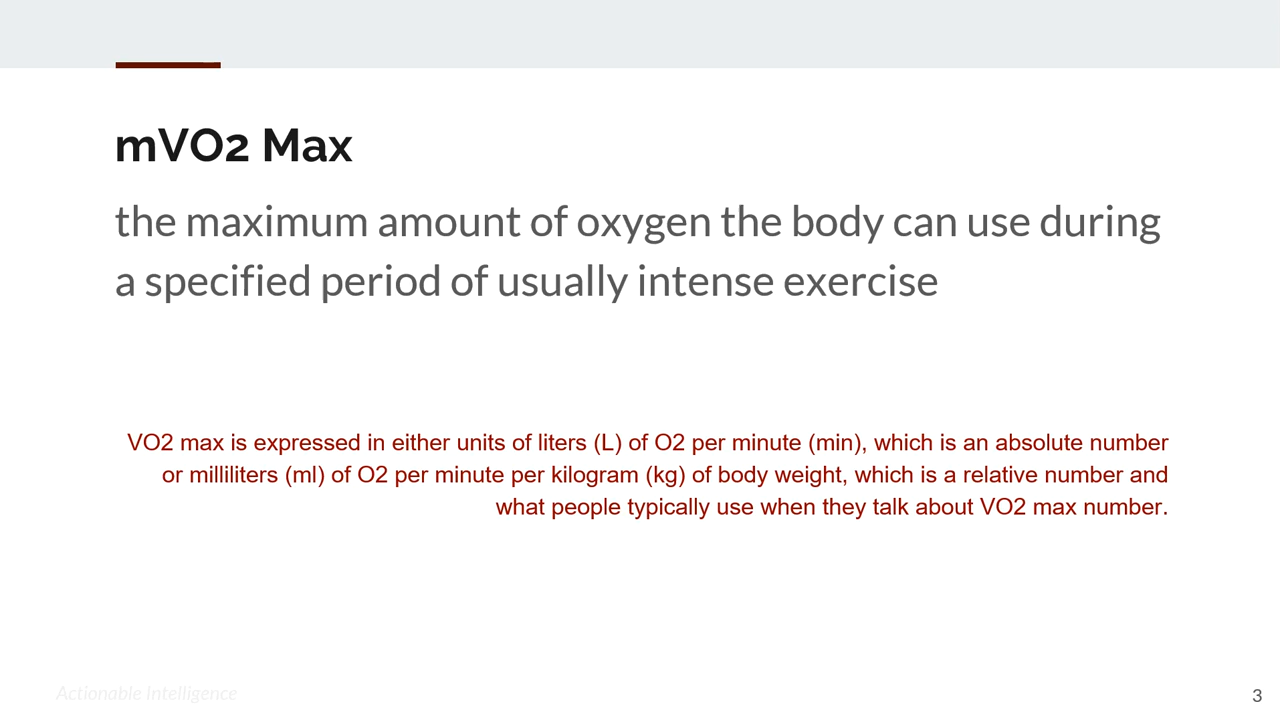 mVO2 Max
the maximum amount of oxygen the body can use during
a specified period of usually intense exercise
VO2 max is expressed in either units of liters (L) of O2 per minute (min), which is an absolute number
or milliliters (ml) of O2 per minute per kilogram (kg) of body weight, which is a relative number and
what people typically use when they talk about VO2 max number.
Actionable Intelligence
3